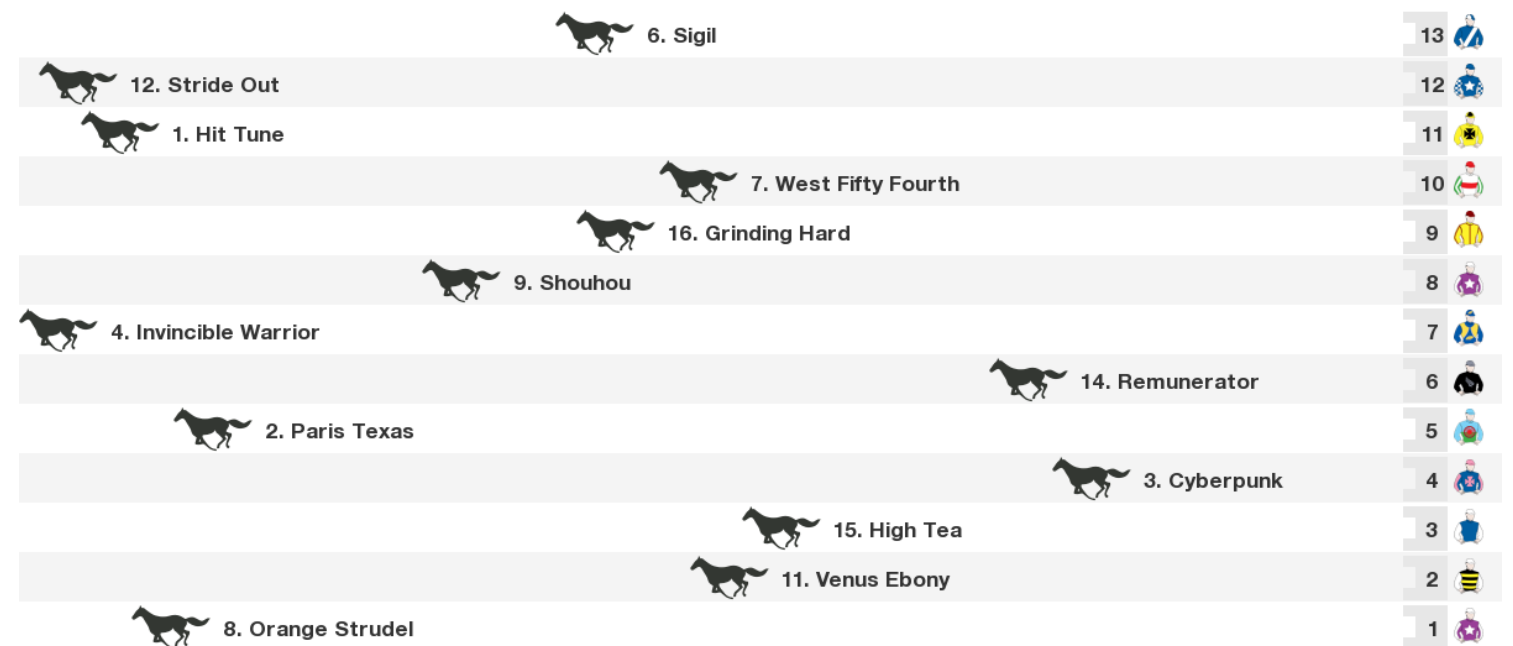 6. Sigil 13
12. Stride Out 12
1. Hit Tune 11
7. West Fifty Fourth 10
16. Grinding Hard 9
9. Shouhou 8
4. Invincible Warrior 7
14. Remunerator 6
2. Paris Texas 5
3. Cyberpunk 4
15. High Tea 3
11. Venus Ebony 2
8. Orange Strudel 1